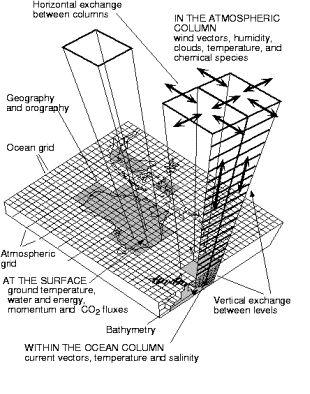 Horizontal exchange
between columns
IN THE ATMOSPHERIC
COLUMN
wind vectors, humidity,
clouds, temperature, and
chemical species
Geography
and orography
Ocean grid
Atmospheric
grid
AT THE SURFACE
ground temperature,
water and energy,
momentum and CO2 fluxes
Vertical exchange
between levels
Bathymetry
WITHIN THE OCEAN COLUMN
current vectors, temperature and salinity